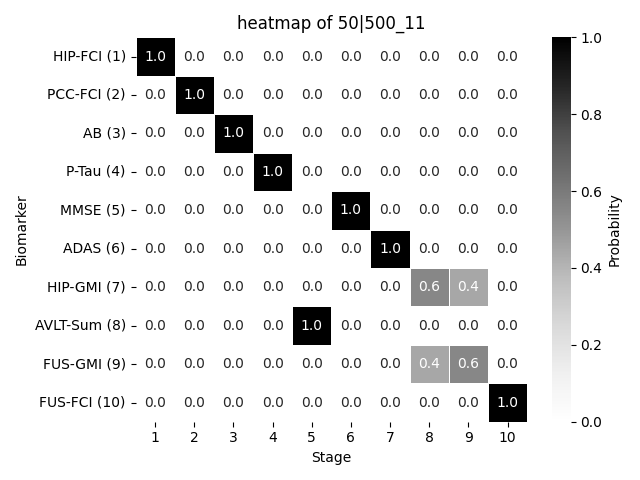 heatmap of 50|500_11
HIP-FCI (1) 1.0 0.0 0.0 0.0 0.0 0.0 0.0 0.0 0.0 0.0
PCC-FCI (2) 0.0 1.0 0.0 0.0 0.0 0.0 0.0 0.0 0.0 0.0
AB (3) 0.0 0.0 1.0 0.0 0.0 0.0 0.0 0.0 0.0 0.0
P-Tau (4) 0.0 0.0 0.0 1.0 0.0 0.0 0.0 0.0 0.0 0.0
MMSE (5) 0.0 0.0 0.0 0.0 0.0 1.0 0.0 0.0 0.0 0.0
ADAS (6) 0.0 0.0 0.0 0.0 0.0 0.0 1.0 0.0 0.0 0.0
HIP-GMI (7) 0.0 0.0 0.0 0.0 0.0 0.0 0.0 0.6 0.4 0.0
AVLT-Sum (8) 0.0 0.0 0.0 0.0 1.0 0.0 0.0 0.0 0.0 0.0
FUS-GMI (9) 0.0 0.0 0.0 0.0 0.0 0.0 0.0 0.4 0.6 0.0
FUS-FCI (10) 0.0 0.0 0.0 0.0 0.0 0.0 0.0 0.0 0.0 1.0
1 2 3 4 5 6 7 8 9 10
Stage
Biomarker
1.0
0.8
0.6
0.4
0.2
0.0
Probability